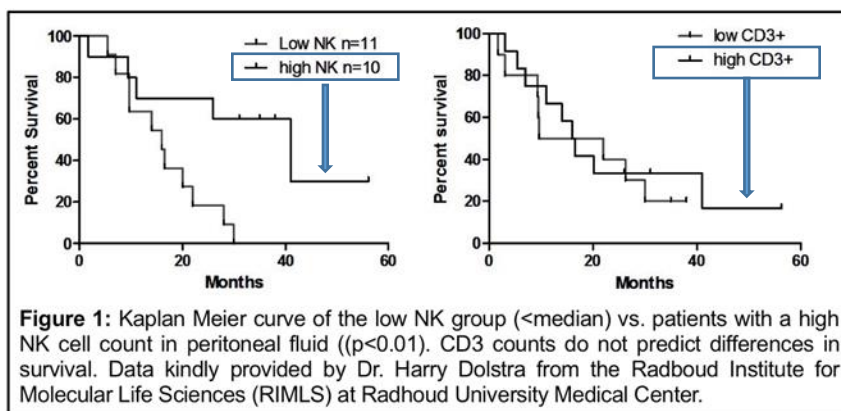 Low NK n=11
high NK n=10
100
80
60
40
20
0
Percent Survival
0 20 40 60
Months
low CD3+
high CD3+
100
80
60
40
20
0
Percent Survival
0 20 40 60
Months
Figure 1: Kaplan Meier curve of the low NK group (<median) vs. patients with a high
NK cell count in peritoneal fluid ((p<0.01). CD3 counts do not predict differences in
survival. Data kindly provided by Dr. Harry Dolstra from the Radboud Institute for
Molecular Life Sciences (RIMLS) at Radhoud University Medical Center.